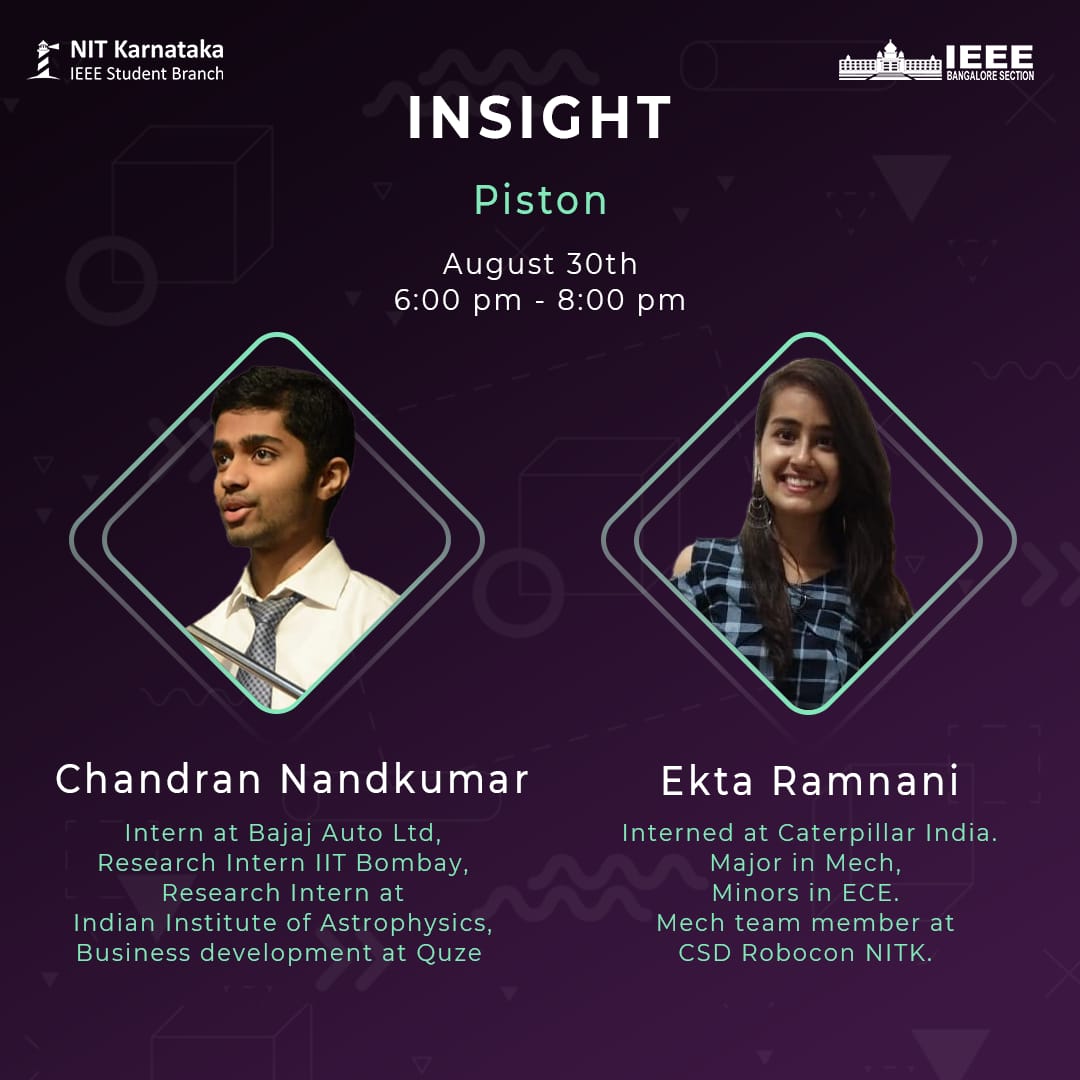 NIT Karnataka
IEEE Student Branch
IEEE
BANGALORE SECTION
INSIGHT
Piston
August 30th
6:00 pm - 8:00 pm
Chandran Nandkumar
Intern at Bajaj Auto Ltd,
Research Intern IIT Bombay,
Research Intern at
Indian Institute of Astrophysics,
Business development at Quze
Ekta Ramnani
Interned at Caterpillar India.
Major in Mech,
Minors in ECE.
Mech team member at
CSD Robocon NITK.